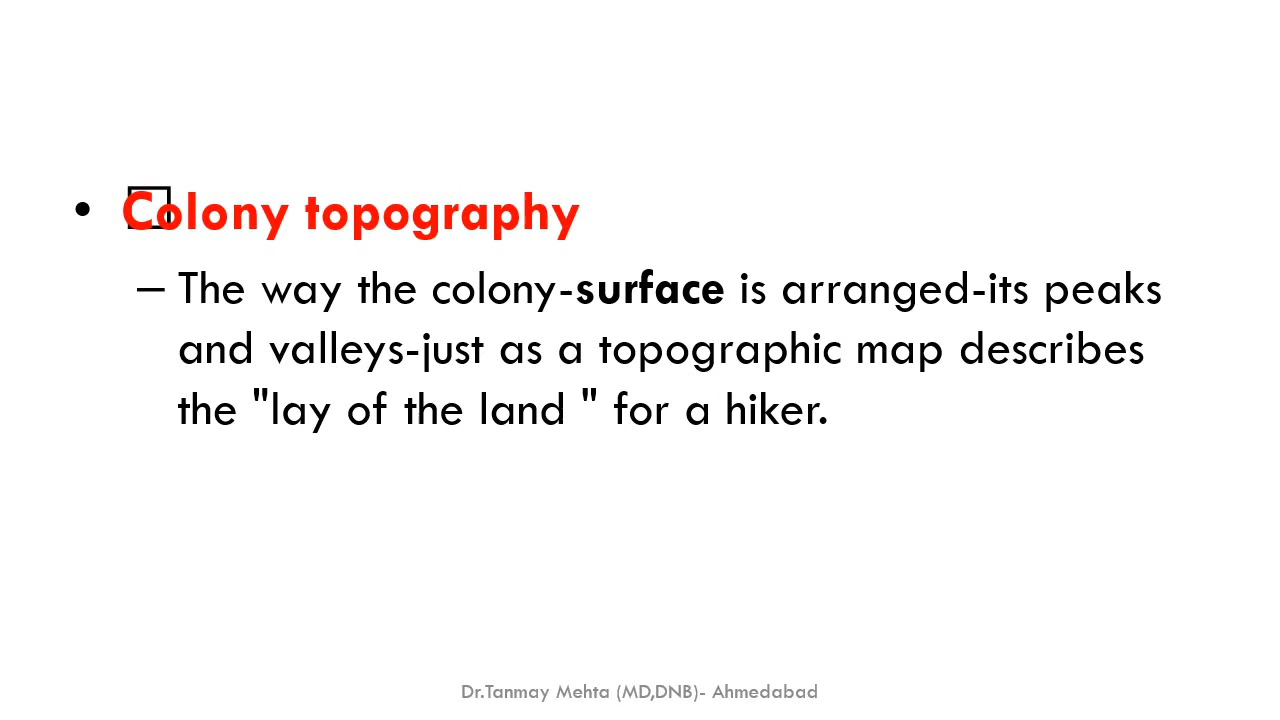 • Colony topography
– The way the colony-surface is arranged-its peaks
and valleys-just as a topographic map describes
the "lay of the land " for a hiker.
Dr.Tanmay Mehta (MD,DNB)- Ahmedabad